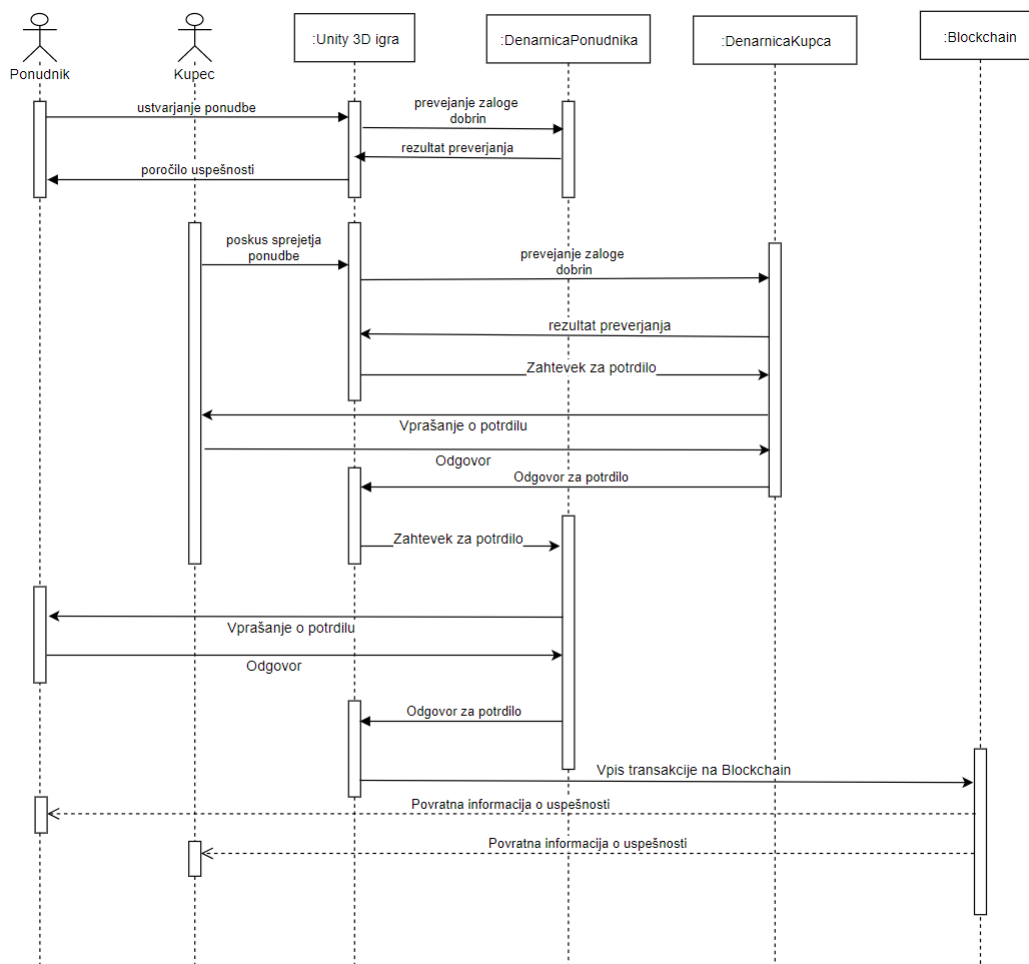 Ponudnik
Kupec
:Unity 3D igra
:DenarnicaPonudnika
:DenarnicaKupca
:Blockchain
ustvarjanje ponudbe
prevejanje zaloge
dobrin
rezultat preverjanja
poročilo uspešnosti
poskus sprejetja
ponudbe
prevejanje zaloge
dobrin
rezultat preverjanja
Zahtevek za potrdilo
Vprašanje o potrdilu
Odgovor
Odgovor za potrdilo
Zahtevek za potrdilo
Vprašanje o potrdilu
Odgovor
Odgovor za potrdilo
Vpis transakcije na Blockchain
Povratna informacija o uspešnosti
Povratna informacija o uspešnosti